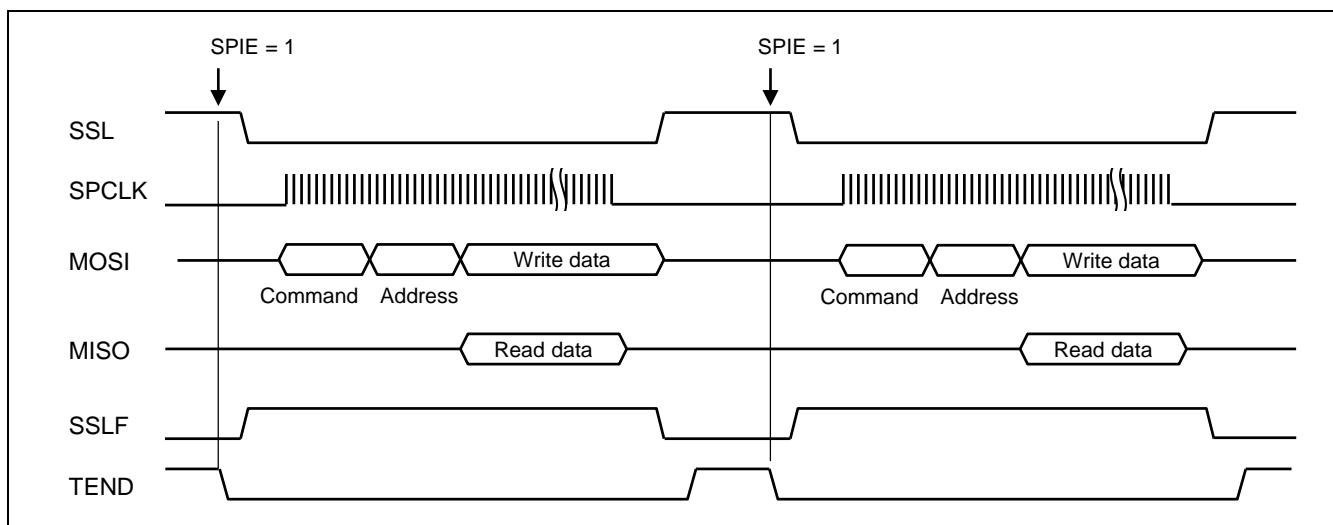 SPIE = 1 SPIE = 1
SSL
SPCLK
MOSI Write data Write data
Command Address Command Address
MISO Read data Read data
SSLF
TEND